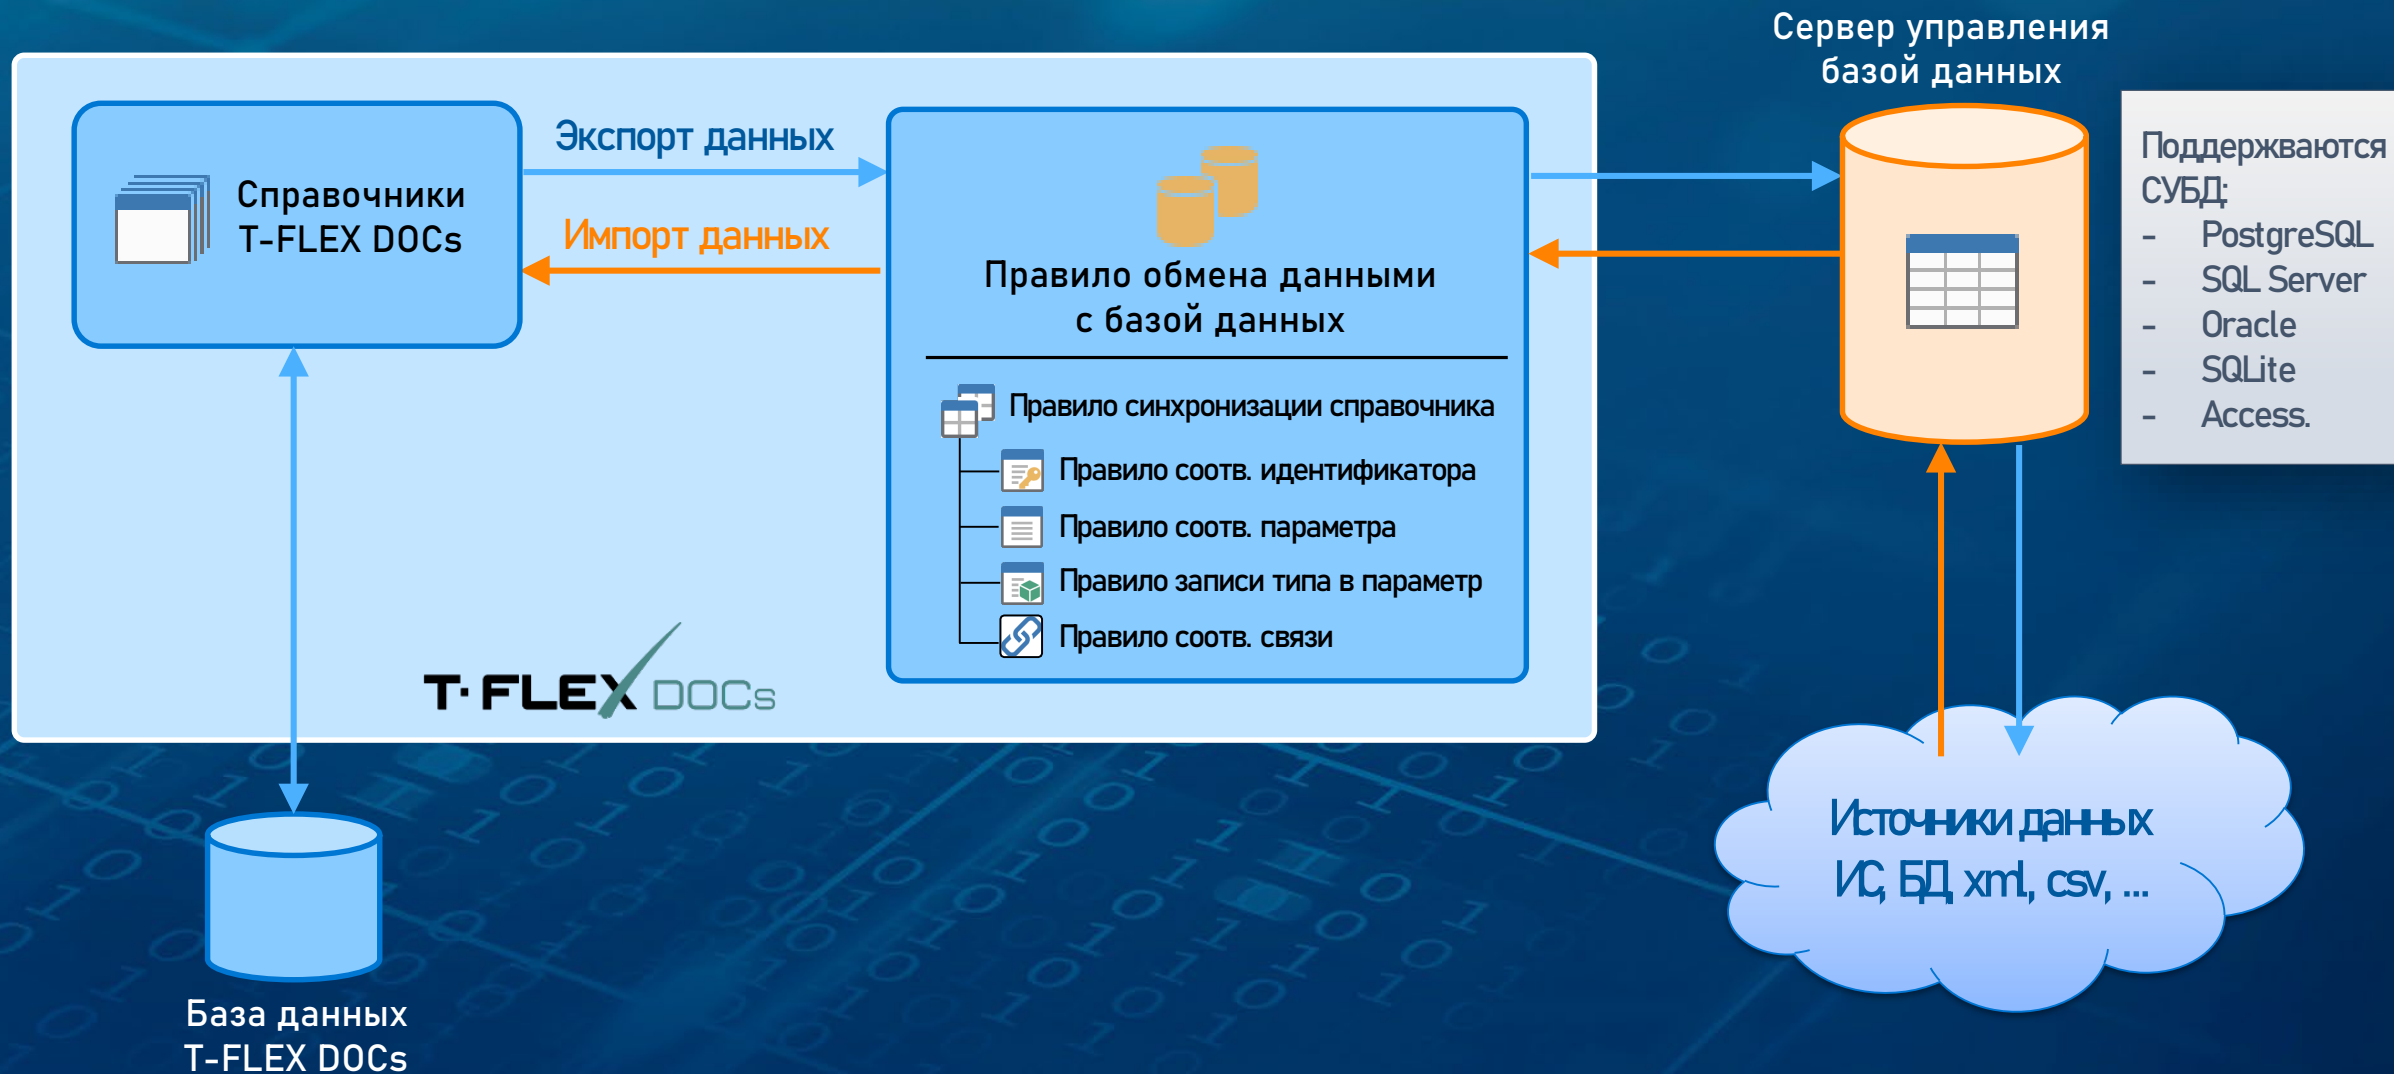 Сервер управления
базой данных
Справочники
T-FLEX DOCs
Экспорт данных
Импорт данных
Правило обмена данными
с базой данных
Правило синхронизации справочника
Правило соотв. идентификатора
Правило соотв. параметра
Правило записи типа в параметр
Правило соотв. связи
T-FLEX DOCs
Поддержваются
СУБД:
- PostgreSQL
- SQL Server
- Oracle
- SQLite
- Access.
Источники данных
ИС, БД, xml, csv, ...
База данных
T-FLEX DOCs